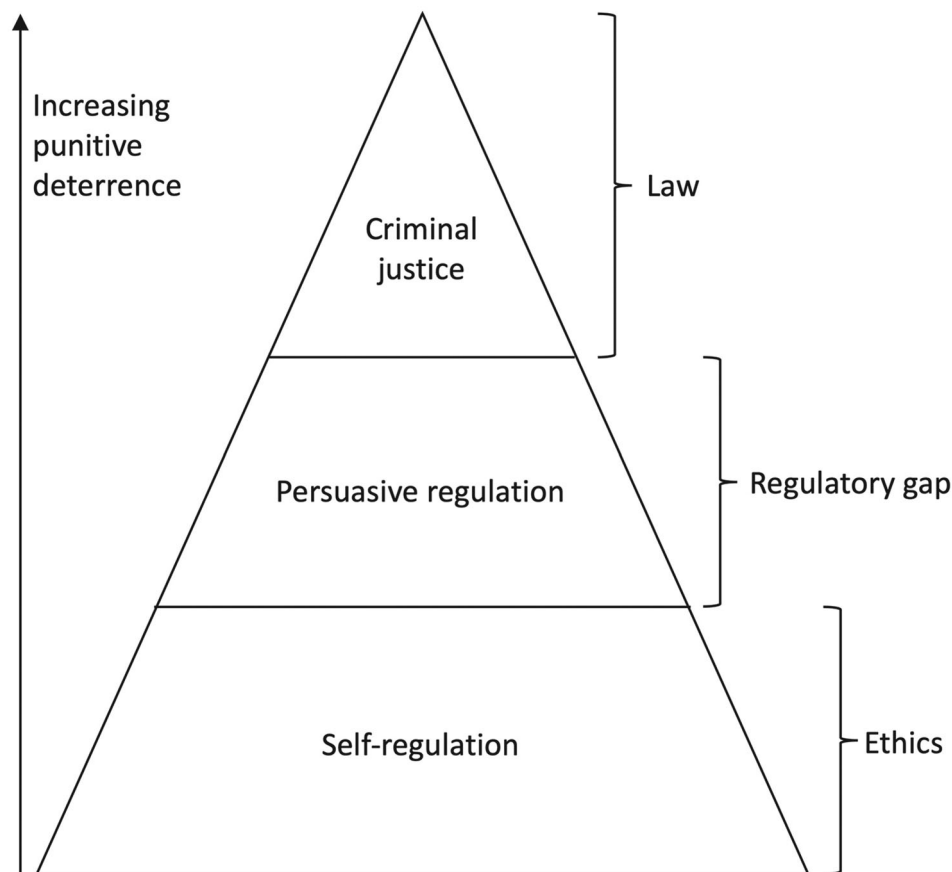 Increasing
punitive
deterrence
Law
Criminal
justice
Persuasive regulation
Regulatory gap
Self-regulation
Ethics